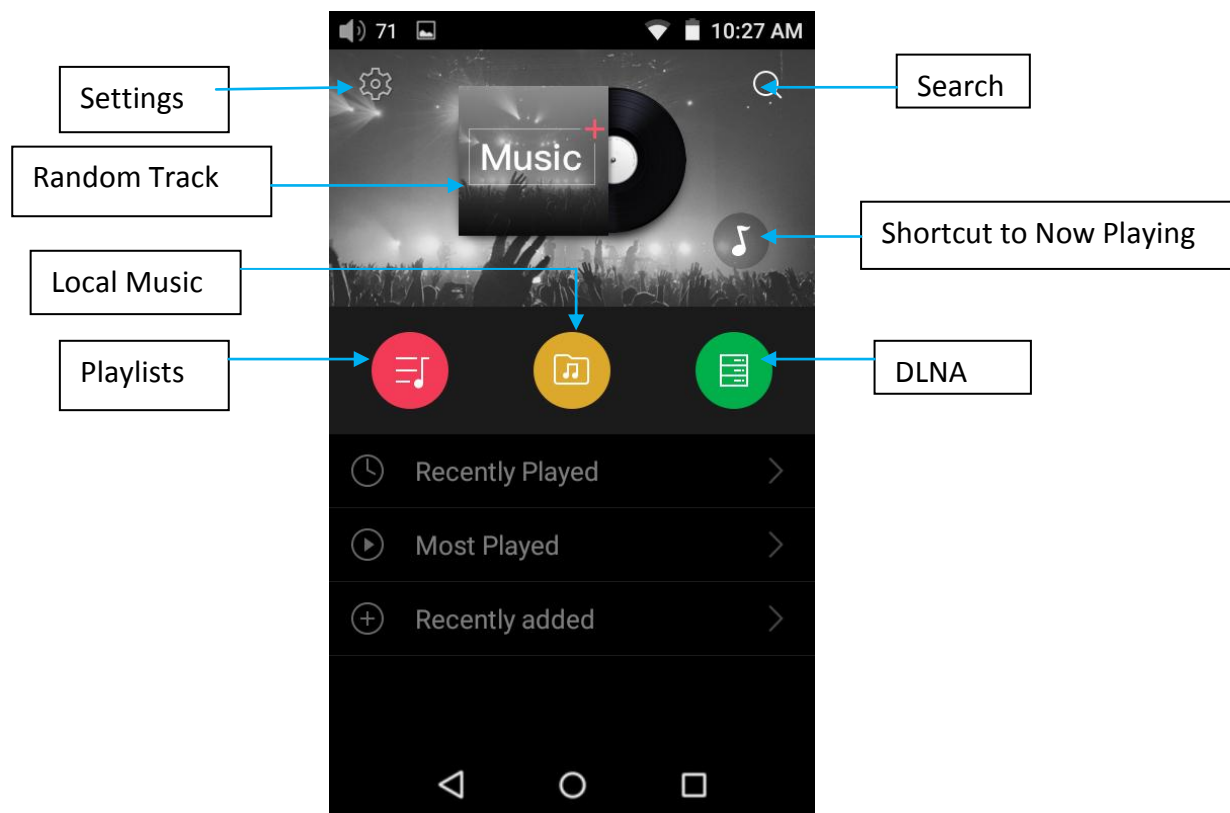 71
10:27 AM
Settings
Search
Music
Random Track
Shortcut to Now Playing
Local Music
Playlists
DLNA
Recently Played
Most Played
Recently added